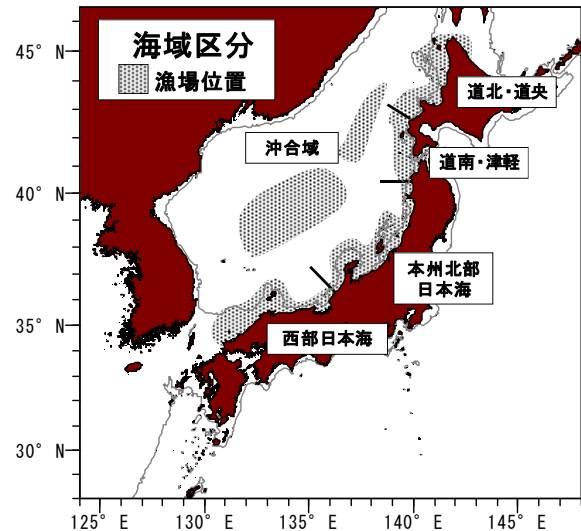 海域区分
漁場位置
道北・道央
沖合域
道南・津軽
本州北部
日本海
西部日本海
45° N
40° N
35° N
30° N
125° E
130° E
135° E
140° E
145° E